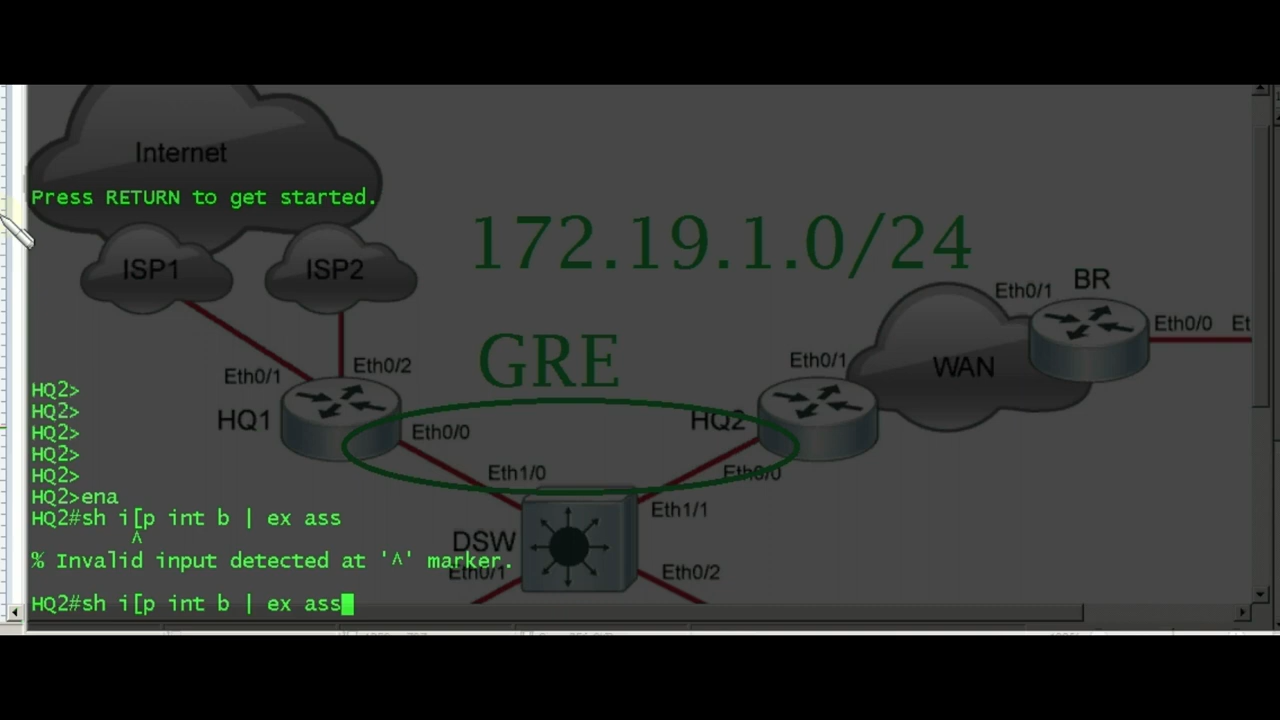 Internet
Press RETURN to get started.
172.19.1.0/24
ISP1
ISP2
BR
Eth0/1
Eth0/0
Et
GRE
Eth0/1
Eth0/2
Eth0/1
WAN
HQ1
HQ2
Eth0/0
Eth1/0
Eth0/0
Eth1/1
DSW
Eth0/1
Eth0/2
HQ2>
HQ2>
HQ2>
HQ2>
HQ2>
HQ2>ena
HQ2#sh i[p int b | ex ass
^
% Invalid input detected at '^' marker.
HQ2#sh i[p int b | ex ass